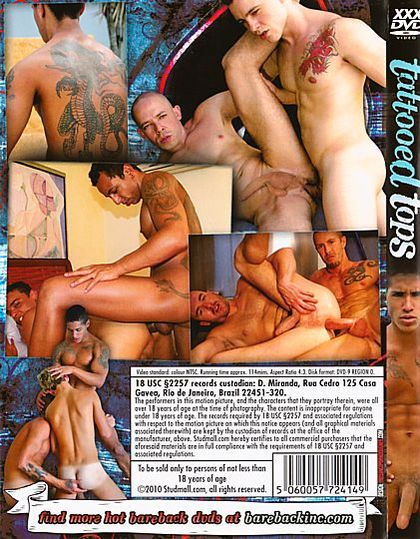 XXX
DVD
VIDEO
tattooed tops
Video standard: colour NTSC. Running time approx. 114mins. Aspect Ratio 4.3. Disk format: DVD-9 REGION 0.
18 USC §2257 records custodian: D. Miranda, Rua Cedro 125 Casa
Gavea, Rio de Janeiro, Brazil 22451-320.
The performers in this motion picture, and the characters that they portray therein, were all
over 18 years of age at the time of photography. The content is inappropriate for anyone
under 18 years of age. The records required by 18 USC §2257 and associated regulations
with respect to the motion picture on which this notice appears (and all graphical materials
associated therewith) are kept by the custodian of records at the office of the
manufacturer, above. Studmall.com hereby certifies to all commercial purchasers that the
aforesaid materials are in full compliance with the requirements of 18 USC §2257 and
associated regulations.
To be sold only to persons of not less than
18 years of age
©2010 Studmall.com, all rights reserved.
5 060057 724149
find more hot bareback dvds at barebackinc.com